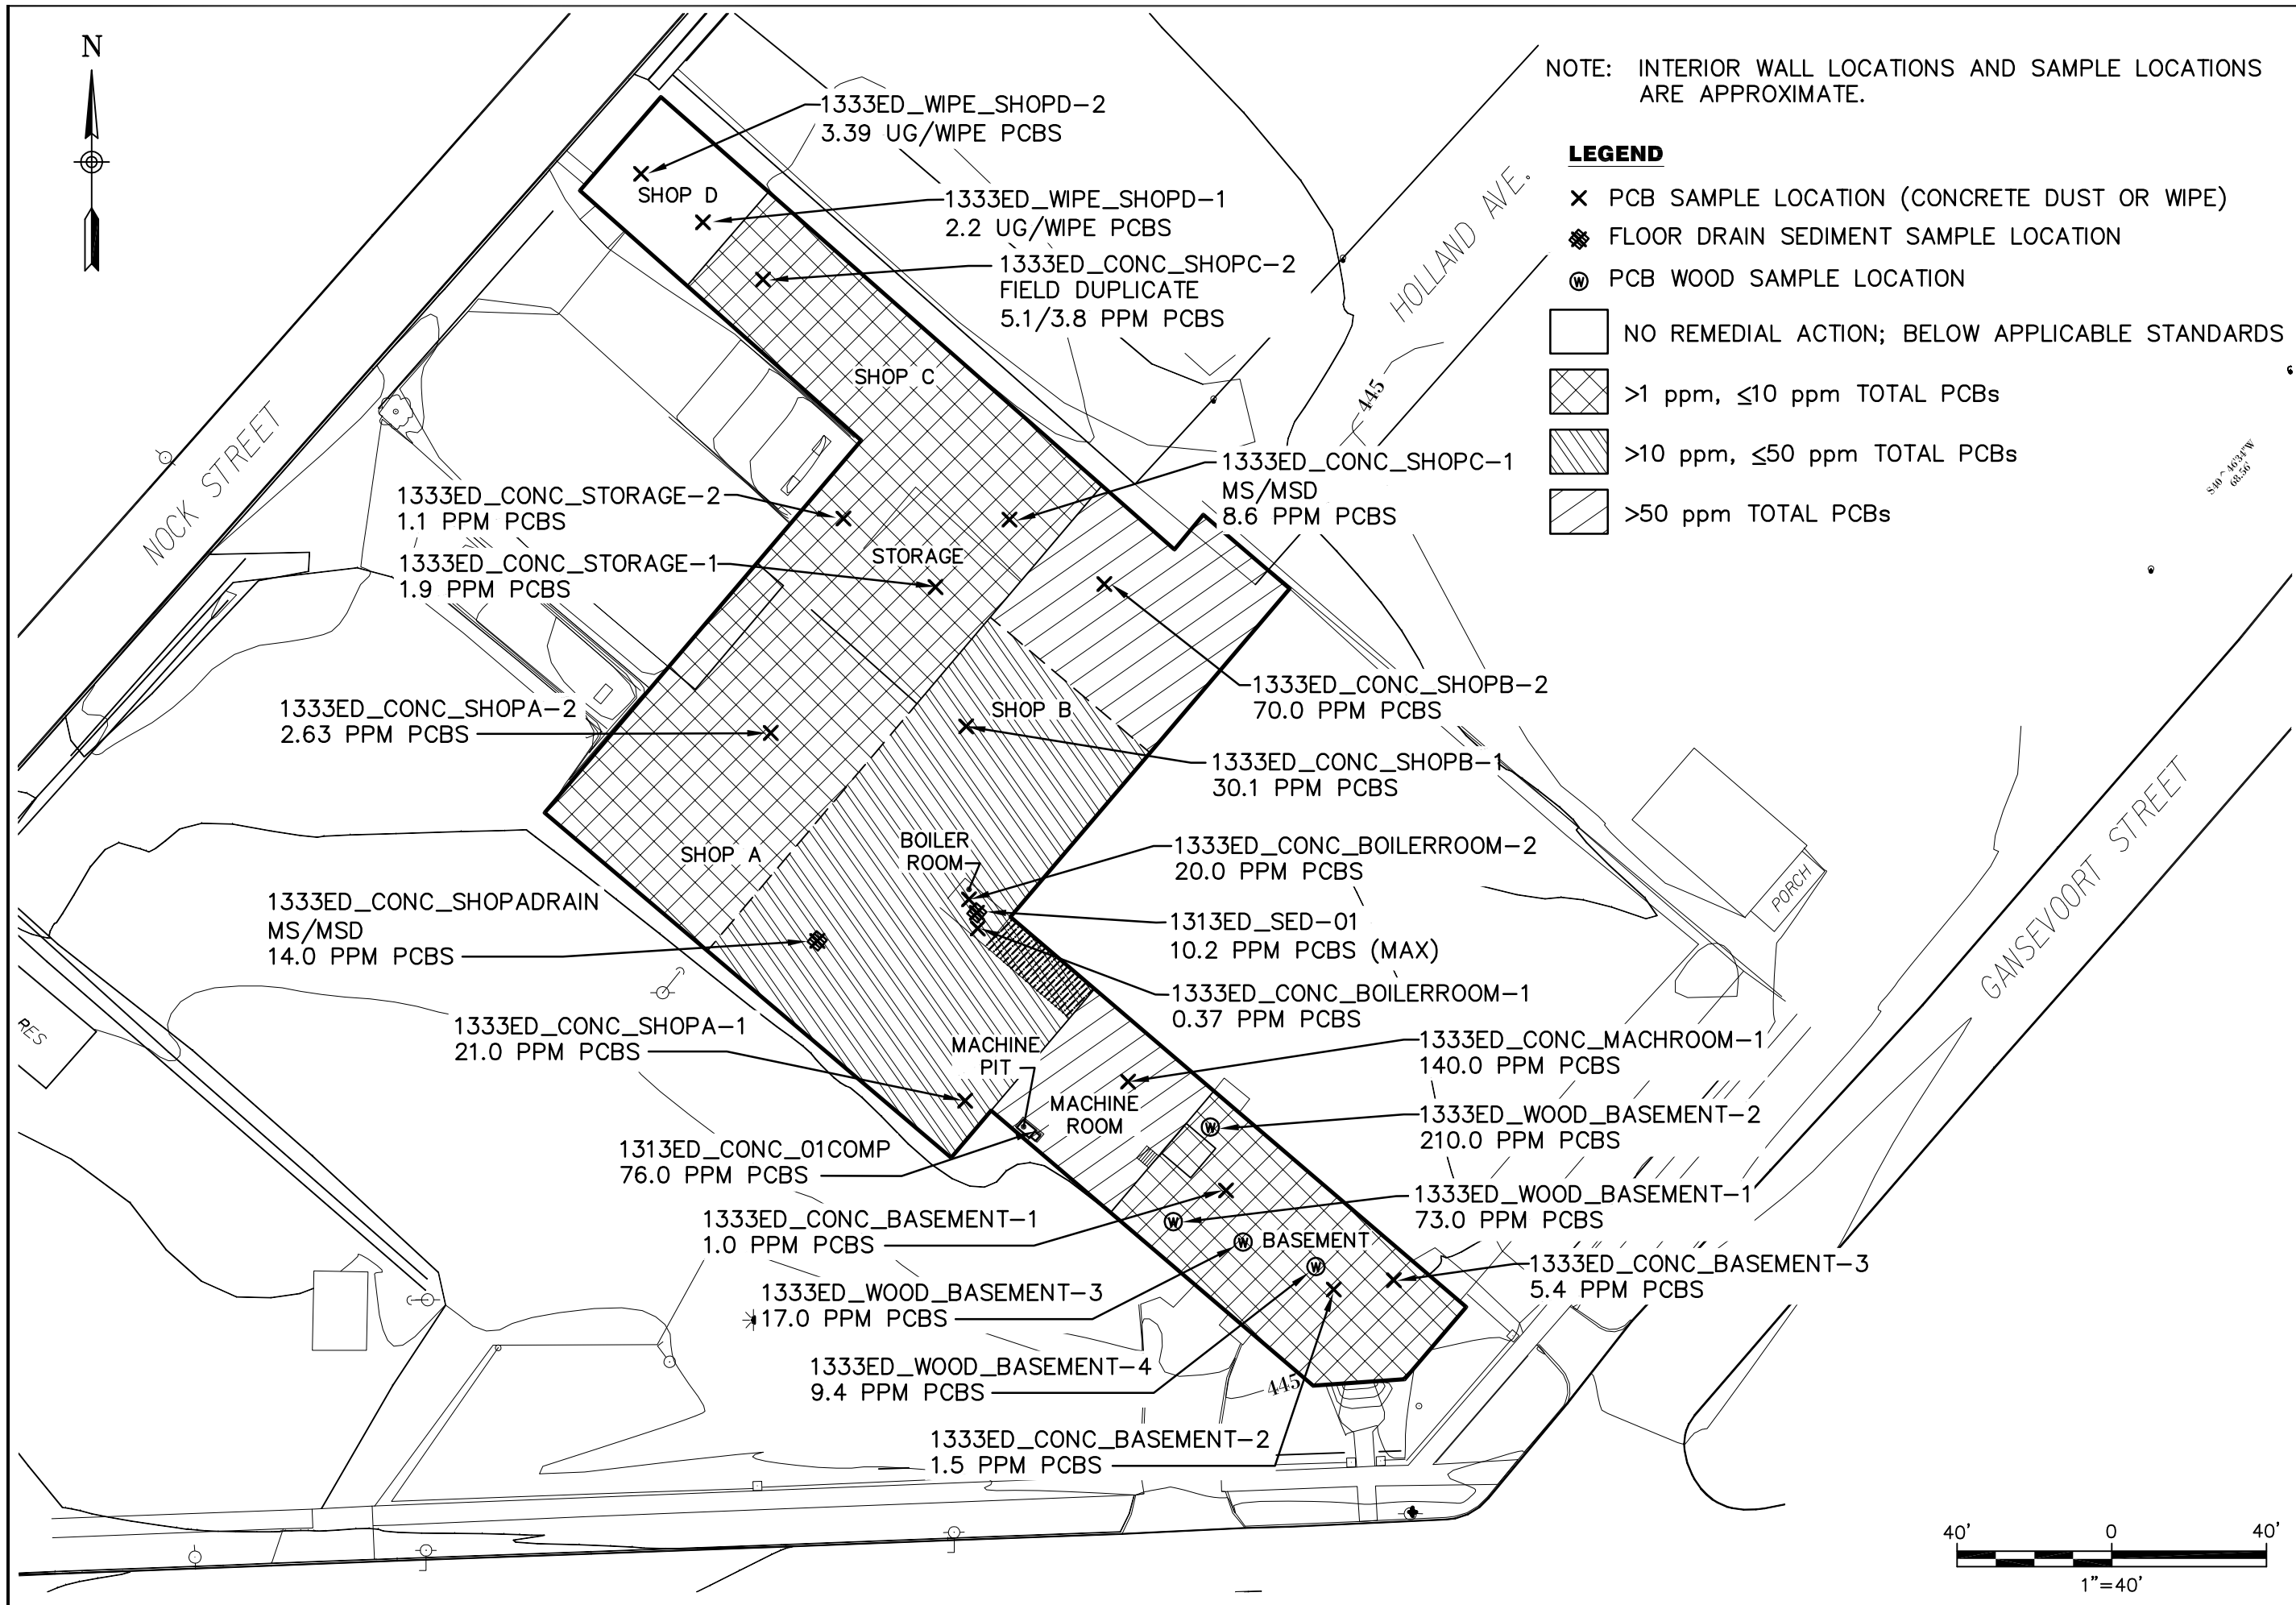 N
NOTE: INTERIOR WALL LOCATIONS AND SAMPLE LOCATIONS
ARE APPROXIMATE.
LEGEND
PCB SAMPLE LOCATION (CONCRETE DUST OR WIPE)
FLOOR DRAIN SEDIMENT SAMPLE LOCATION
W PCB WOOD SAMPLE LOCATION
NO REMEDIAL ACTION; BELOW APPLICABLE STANDARDS
>1 ppm, ≤10 ppm TOTAL PCBs
>10 ppm, ≤50 ppm TOTAL PCBs
>50 ppm TOTAL PCBs
1333ED_WIPE_SHOPD-2
3.39 UG/WIPE PCBS
SHOP D
1333ED_WIPE_SHOPD-1
2.2 UG/WIPE PCBS
1333ED_CONC_SHOPC-2
FIELD DUPLICATE
5.1/3.8 PPM PCBS
HOLLAND AVE.
SHOP C
445
NOCK STREET
1333ED_CONC_SHOPC-1
MS/MSD
8.6 PPM PCBS
S40°46'34"W
68.56'
1333ED_CONC_STORAGE-2
1.1 PPM PCBS
STORAGE
1333ED_CONC_STORAGE-1
1.9 PPM PCBS
1333ED_CONC_SHOPB-2
70.0 PPM PCBS
1333ED_CONC_SHOPA-2
2.63 PPM PCBS
SHOP B
1333ED_CONC_SHOPB-1
30.1 PPM PCBS
GANSEVOORT STREET
PORCH
SHOP A
BOILER
ROOM
1333ED_CONC_BOILERROOM-2
20.0 PPM PCBS
1333ED_CONC_SHOPADRAIN
MS/MSD
14.0 PPM PCBS
1313ED_SED-01
10.2 PPM PCBS (MAX)
1333ED_CONC_BOILERROOM-1
0.37 PPM PCBS
RES
1333ED_CONC_SHOPA-1
21.0 PPM PCBS
MACHINE
PIT
1333ED_CONC_MACHROOM-1
140.0 PPM PCBS
MACHINE
ROOM
1333ED_WOOD_BASEMENT-2
210.0 PPM PCBS
W
1313ED_CONC_01COMP
76.0 PPM PCBS
1333ED_WOOD_BASEMENT-1
73.0 PPM PCBS
W
1333ED_CONC_BASEMENT-1
1.0 PPM PCBS
W
BASEMENT
W
1333ED_CONC_BASEMENT-3
5.4 PPM PCBS
1333ED_WOOD_BASEMENT-3
17.0 PPM PCBS
1333ED_WOOD_BASEMENT-4
9.4 PPM PCBS
445
1333ED_CONC_BASEMENT-2
1.5 PPM PCBS
40' 0 40'
1"=40'